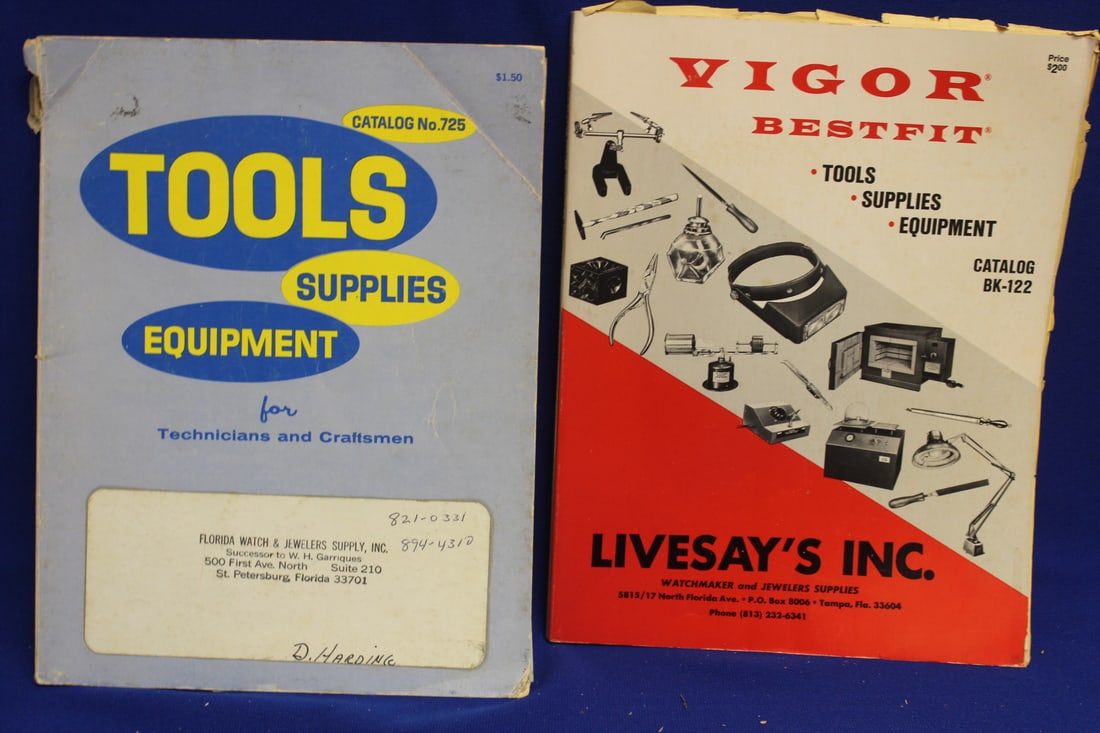 $1.50
CATALOG No.725
TOOLS
SUPPLIES
EQUIPMENT
for
Technicians and Craftsmen
821-0331
FLORIDA WATCH & JEWELERS SUPPLY, INC.
894-4310
Successor to W. H. Garriques
500 First Ave. North Suite 210
St. Petersburg, Florida 33701
D. HARDING
Price
$2.00
VIGOR®
BESTFIT®
• TOOLS
• SUPPLIES
• EQUIPMENT
CATALOG
BK-122
LIVESAY'S INC.
WATCHMAKER and JEWELERS SUPPLIES
5815/17 North Florida Ave. • P.O. Box 8006 • Tampa, Fla. 33604
Phone (813) 232-6341